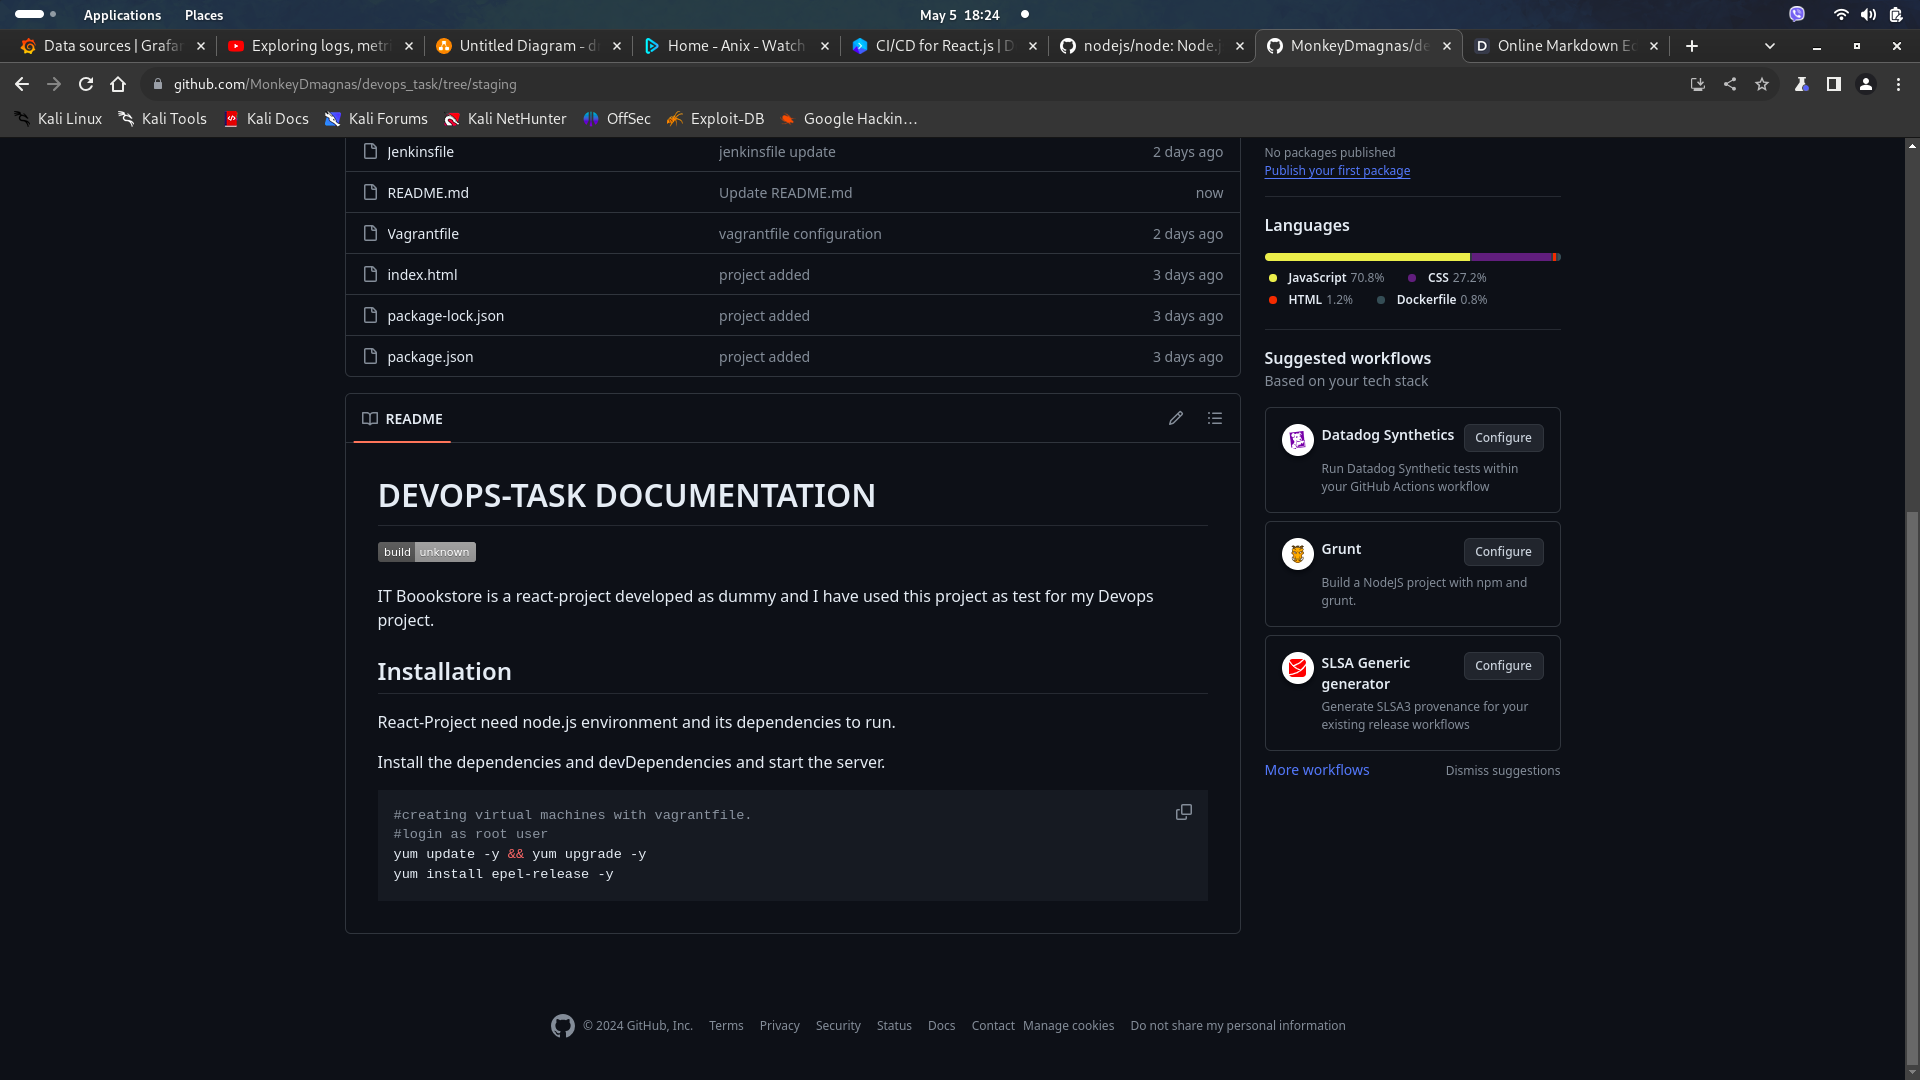 Applications Places May 5 18:24
Data sources | Grafan Exploring logs, metri Untitled Diagram - d Home - Anix - Watch CI/CD for React.js | D nodejs/node: Node.j MonkeyDmagnas/de D Online Markdown Ed
github.com/MonkeyDmagnas/devops_task/tree/staging
Kali Linux Kali Tools Kali Docs Kali Forums Kali NetHunter OffSec Exploit-DB Google Hackin...
Jenkinsfile jenkinsfile update 2 days ago
README.md Update README.md now
Vagrantfile vagrantfile configuration 2 days ago
index.html project added 3 days ago
package-lock.json project added 3 days ago
package.json project added 3 days ago
README
DEVOPS-TASK DOCUMENTATION
build unknown
IT Boookstore is a react-project developed as dummy and I have used this project as test for my Devops
project.
Installation
React-Project need node.js environment and its dependencies to run.
Install the dependencies and devDependencies and start the server.
#creating virtual machines with vagrantfile.
#login as root user
yum update -y && yum upgrade -y
yum install epel-release -y
No packages published
Publish your first package
Languages
JavaScript 70.8% CSS 27.2%
HTML 1.2% Dockerfile 0.8%
Suggested workflows
Based on your tech stack
Datadog Synthetics Configure
Run Datadog Synthetic tests within
your GitHub Actions workflow
Grunt Configure
Build a NodeJS project with npm and
grunt.
SLSA Generic
generator Configure
Generate SLSA3 provenance for your
existing release workflows
More workflows Dismiss suggestions
© 2024 GitHub, Inc. Terms Privacy Security Status Docs Contact Manage cookies Do not share my personal information